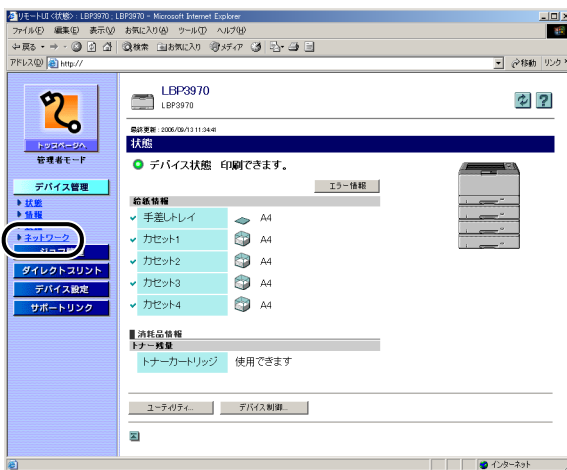 リモートUI <状態> : LBP3970 ; LBP3970 - Microsoft Internet Explorer
ファイル(F) 編集(E) 表示(V) お気に入り(A) ツール(T) ヘルプ(H)
戻る 検索 お気に入り メディア
アドレス(D) http:// 移動 リンク
LBP3970
LBP3970
トップページへ
管理者モード
最終更新 : 2006/09/13 11:34:41
状態
デバイス状態 印刷できます。
エラー情報
デバイス管理
状態
情報
ネットワーク
ダイレクトプリント
デバイス設定
サポートリンク
給紙情報
手差しトレイ A4
カセット1 A4
カセット2 A4
カセット3 A4
カセット4 A4
消耗品情報
トナー残量
トナーカートリッジ 使用できます
ユーティリティ... デバイス制御...
インターネット